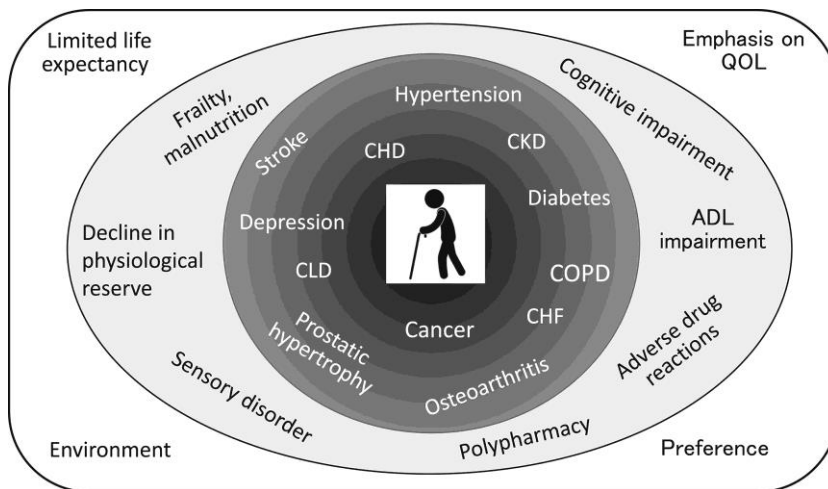 Limited life
expectancy
Emphasis on
QOL
Frailty,
malnutrition
Cognitive impairment
Hypertension
Stroke
CHD
CKD
Depression
Diabetes
Decline in
physiological
reserve
ADL
impairment
CLD
COPD
Prostatic
hypertrophy
Cancer
CHF
Osteoarthritis
Sensory disorder
Adverse drug
reactions
Polypharmacy
Environment
Preference